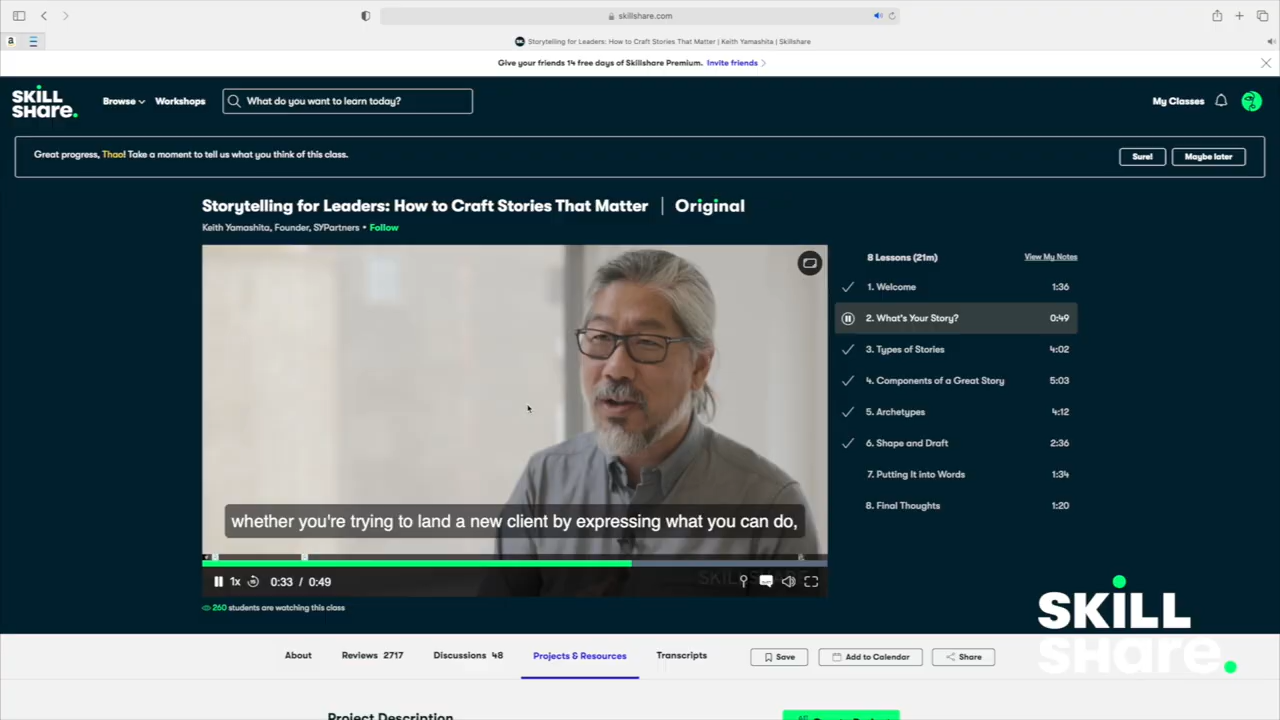 skillshare.com
Storytelling for Leaders: How to Craft Stories That Matter | Keith Yamashita | Skillshare
Give your friends 14 free days of Skillshare Premium. Invite friends
SKILL
SHARE.
Browse
Workshops
What do you want to learn today?
My Classes
Great progress, Thao! Take a moment to tell us what you think of this class.
Sure!
Maybe later
Storytelling for Leaders: How to Craft Stories That Matter | Original
Keith Yamashita, Founder, SYPartners • Follow
8 Lessons (21m)
View My Notes
1. Welcome 1:36
2. What's Your Story? 0:49
3. Types of Stories 4:02
4. Components of a Great Story 5:03
5. Archetypes 4:12
6. Shape and Draft 2:36
7. Putting It into Words 1:34
8. Final Thoughts 1:20
whether you're trying to land a new client by expressing what you can do,
SKILLSHARE
1x
0:33 / 0:49
260 students are watching this class
SKILL
SHARE.
About
Reviews 2717
Discussions 48
Projects & Resources
Transcripts
Save
Add to Calendar
Share
Project Description